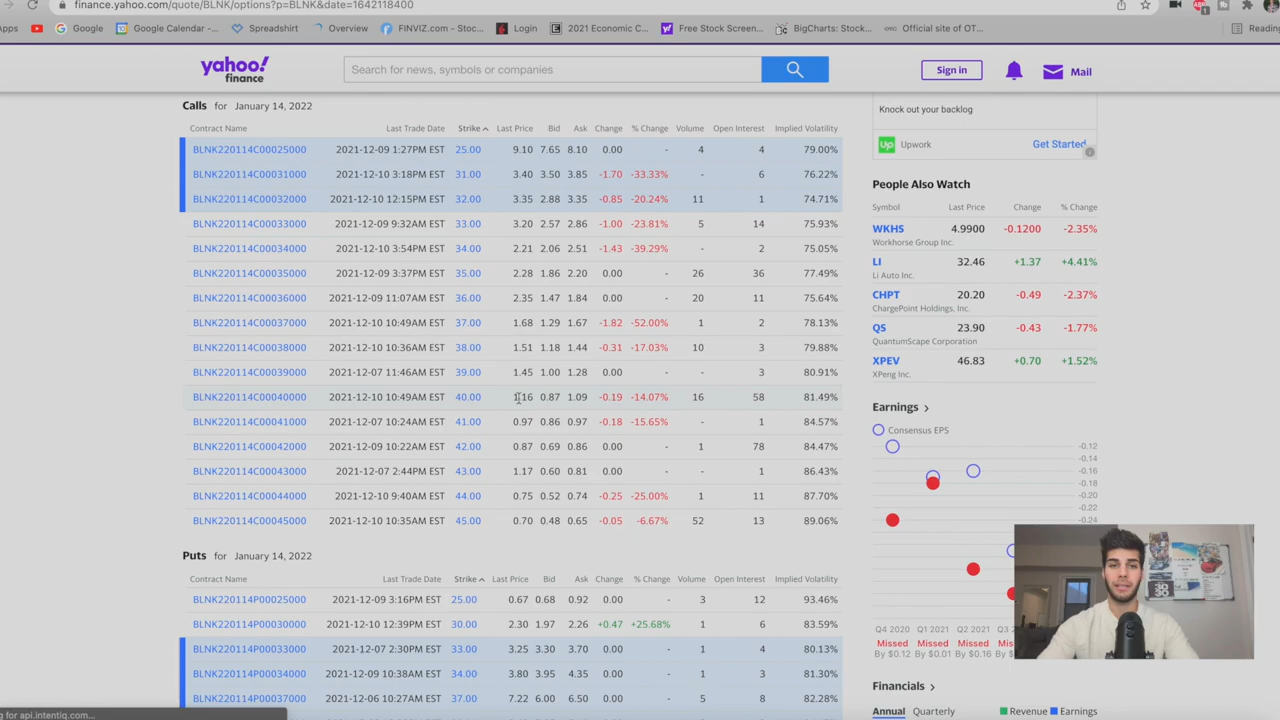 finance.yahoo.com/quote/BLNK/options?p=BLNK&date=1642118400
Apps Google Google Calendar -... Spreadshirt Overview FINVIZ.com - Stoc... Login 2021 Economic C... Free Stock Screen... BigCharts: Stock... Official site of OT... Reading
yahoo!
finance
Search for news, symbols or companies
Sign in
Mail
Calls for January 14, 2022
Contract Name Last Trade Date Strike Last Price Bid Ask Change % Change Volume Open Interest Implied Volatility
BLNK220114C00025000 2021-12-09 1:27PM EST 25.00 9.10 7.65 8.10 0.00 - 4 4 79.00%
BLNK220114C00031000 2021-12-10 3:18PM EST 31.00 3.40 3.50 3.85 -1.70 -33.33% - 6 76.22%
BLNK220114C00032000 2021-12-10 12:15PM EST 32.00 3.35 2.88 3.35 -0.85 -20.24% 11 1 74.71%
BLNK220114C00033000 2021-12-10 9:32AM EST 33.00 3.20 2.57 2.86 -1.00 -23.81% 5 14 75.93%
BLNK220114C00034000 2021-12-10 3:54PM EST 34.00 2.21 2.06 2.51 -1.43 -39.29% - 2 75.05%
BLNK220114C00035000 2021-12-09 3:37PM EST 35.00 2.28 1.86 2.20 0.00 - 26 36 77.49%
BLNK220114C00036000 2021-12-09 11:07AM EST 36.00 2.35 1.47 1.84 0.00 - 20 11 75.64%
BLNK220114C00037000 2021-12-10 10:49AM EST 37.00 1.68 1.29 1.67 -1.82 -52.00% 1 2 78.13%
BLNK220114C00038000 2021-12-10 10:36AM EST 38.00 1.51 1.18 1.44 -0.31 -17.03% 10 3 79.88%
BLNK220114C00039000 2021-12-07 11:46AM EST 39.00 1.45 1.00 1.28 0.00 - - 3 80.91%
BLNK220114C00040000 2021-12-10 10:49AM EST 40.00 1.16 0.87 1.09 -0.19 -14.07% 16 58 81.49%
BLNK220114C00041000 2021-12-07 10:24AM EST 41.00 0.97 0.86 0.97 -0.18 -15.65% - 1 84.57%
BLNK220114C00042000 2021-12-09 10:22AM EST 42.00 0.87 0.69 0.86 0.00 - 1 78 84.47%
BLNK220114C00043000 2021-12-07 2:44PM EST 43.00 1.17 0.60 0.81 0.00 - - 1 86.43%
BLNK220114C00044000 2021-12-10 9:40AM EST 44.00 0.75 0.52 0.74 -0.25 -25.00% 1 11 87.70%
BLNK220114C00045000 2021-12-10 10:35AM EST 45.00 0.70 0.48 0.65 -0.05 -6.67% 52 13 89.06%
Puts for January 14, 2022
Contract Name Last Trade Date Strike Last Price Bid Ask Change % Change Volume Open Interest Implied Volatility
BLNK220114P00025000 2021-12-09 3:16PM EST 25.00 0.67 0.68 0.92 0.00 - 3 12 93.46%
BLNK220114P00030000 2021-12-10 12:39PM EST 30.00 2.30 1.97 2.26 +0.47 +25.68% 1 6 83.59%
BLNK220114P00033000 2021-12-07 2:30PM EST 33.00 3.25 3.30 3.70 0.00 - 1 4 80.13%
BLNK220114P00034000 2021-12-09 10:38AM EST 34.00 3.80 3.95 4.35 0.00 - 1 3 81.30%
BLNK220114P00037000 2021-12-06 10:27AM EST 37.00 7.22 6.00 6.50 0.00 - 5 8 82.28%
g for api.intentiq.com...
Knock out your backlog
Up Upwork Get Started
People Also Watch
Symbol Last Price Change % Change
WKHS 4.9900 -0.1200 -2.35%
Workhorse Group Inc.
LI 32.46 +1.37 +4.41%
Li Auto Inc.
CHPT 20.20 -0.49 -2.37%
ChargePoint Holdings, Inc.
QS 23.90 -0.43 -1.77%
QuantumScape Corporation
XPEV 46.83 +0.70 +1.52%
XPeng Inc.
Earnings
Consensus EPS
-0.12
-0.14
-0.16
-0.18
-0.20
-0.22
-0.24
Q4 2020 Q1 2021 Q2 2021 Q3
Missed Missed Missed Miss
By $0.12 By $0.01 By $0.16 By $0
Financials
Annual Quarterly Revenue Earnings